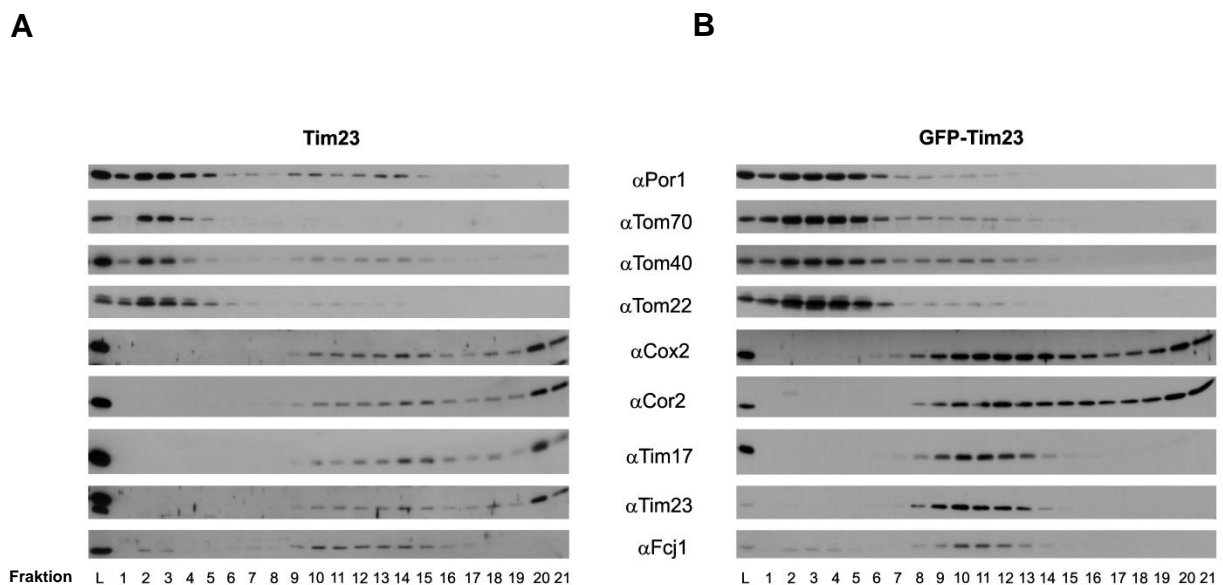 A
B
Tim23
GFP-Tim23
αPor1
αTom70
αTom40
αTom22
αCox2
αCor2
αTim17
αTim23
αFcj1
Fraktion L 1 2 3 4 5 6 7 8 9 10 11 12 13 14 15 16 17 18 19 20 21
L 1 2 3 4 5 6 7 8 9 10 11 12 13 14 15 16 17 18 19 20 21